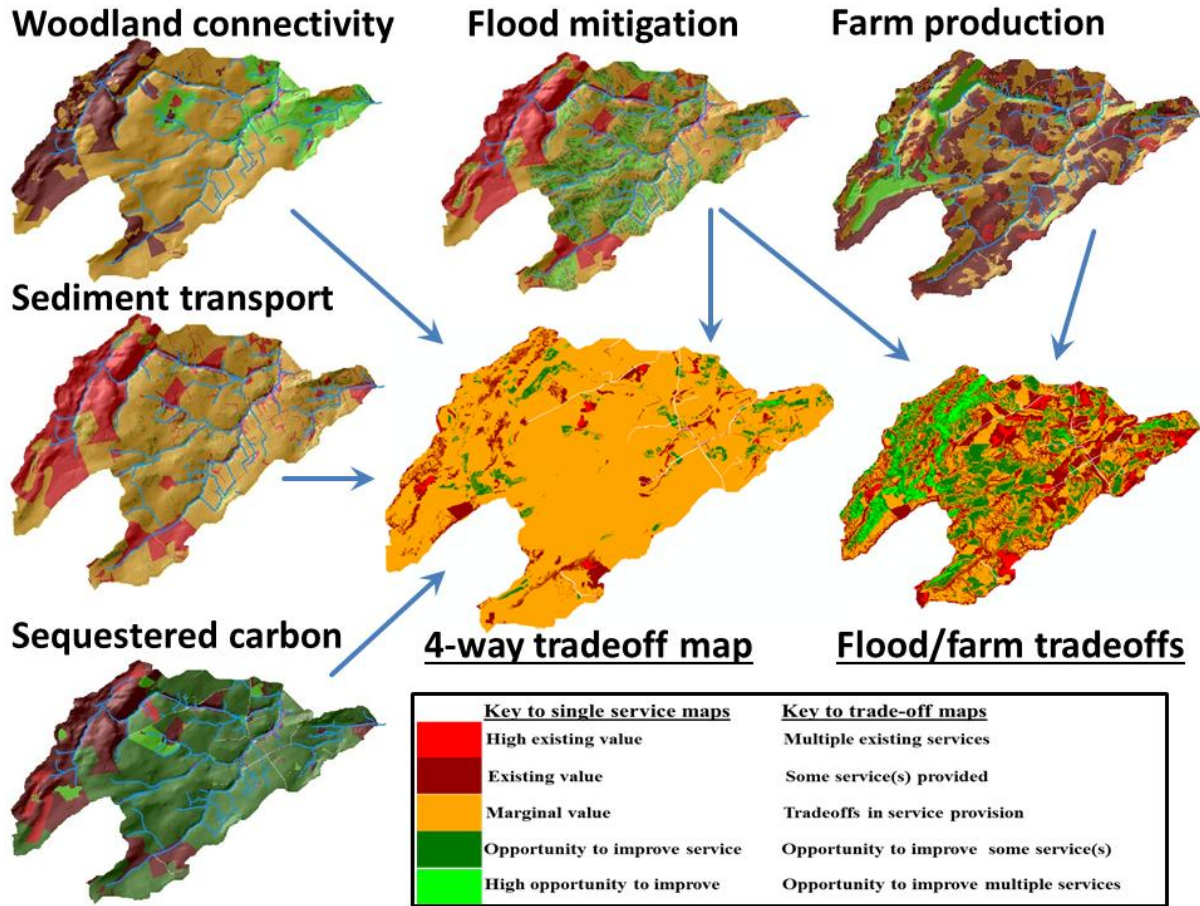 Woodland connectivity
Flood mitigation
Farm production
Sediment transport
Sequestered carbon
4-way tradeoff map
Flood/farm tradeoffs
Key to single service maps
Key to trade-off maps
High existing value
Multiple existing services
Existing value
Some service(s) provided
Marginal value
Tradeoffs in service provision
Opportunity to improve service
Opportunity to improve some service(s)
High opportunity to improve
Opportunity to improve multiple services